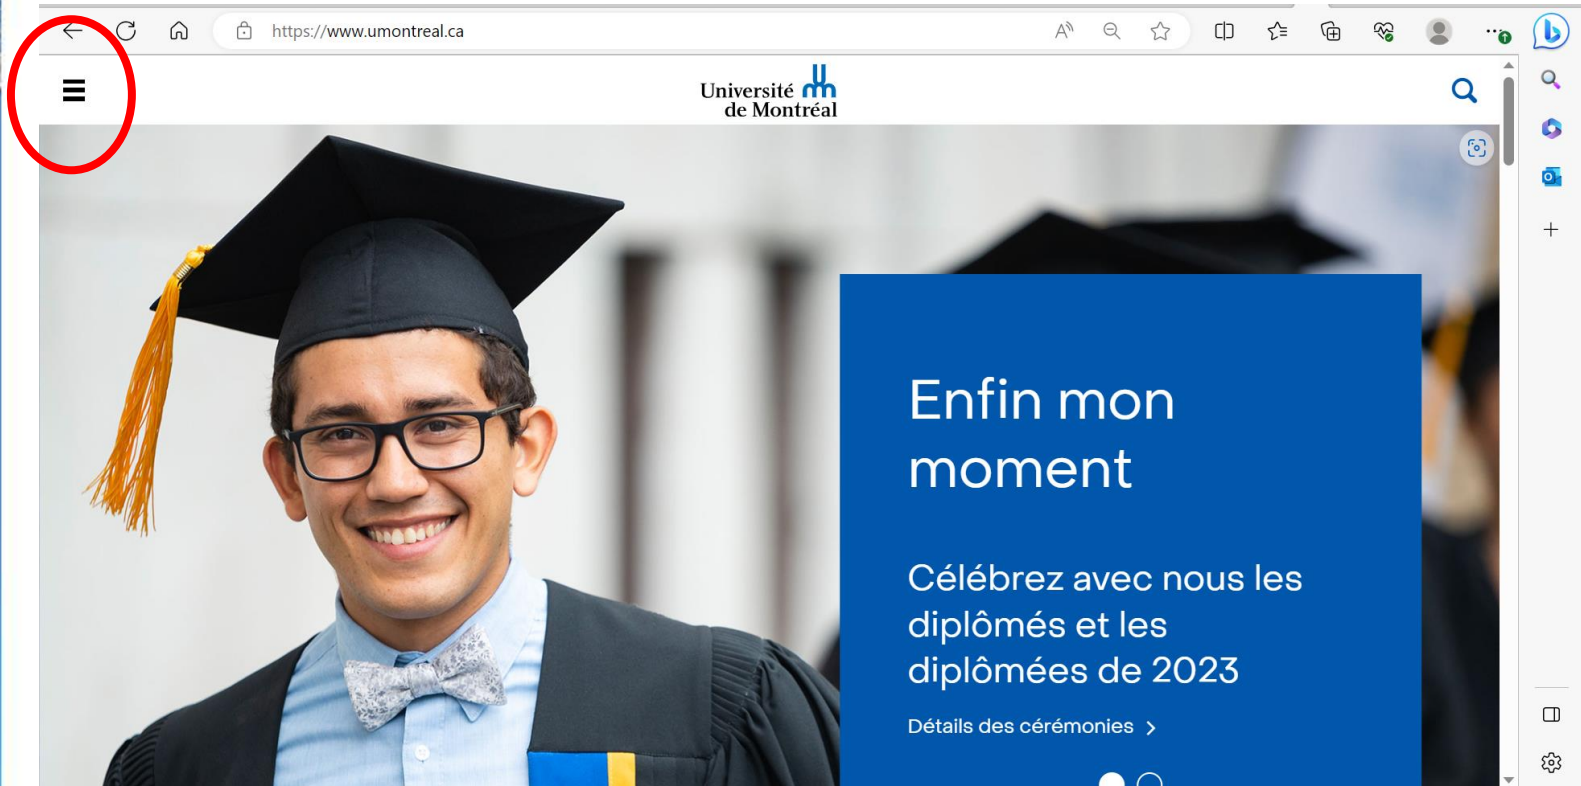 https://www.umontreal.ca
Université
de Montréal
Enfin mon
moment
Célébrez avec nous les
diplômés et les
diplômées de 2023
Détails des cérémonies >